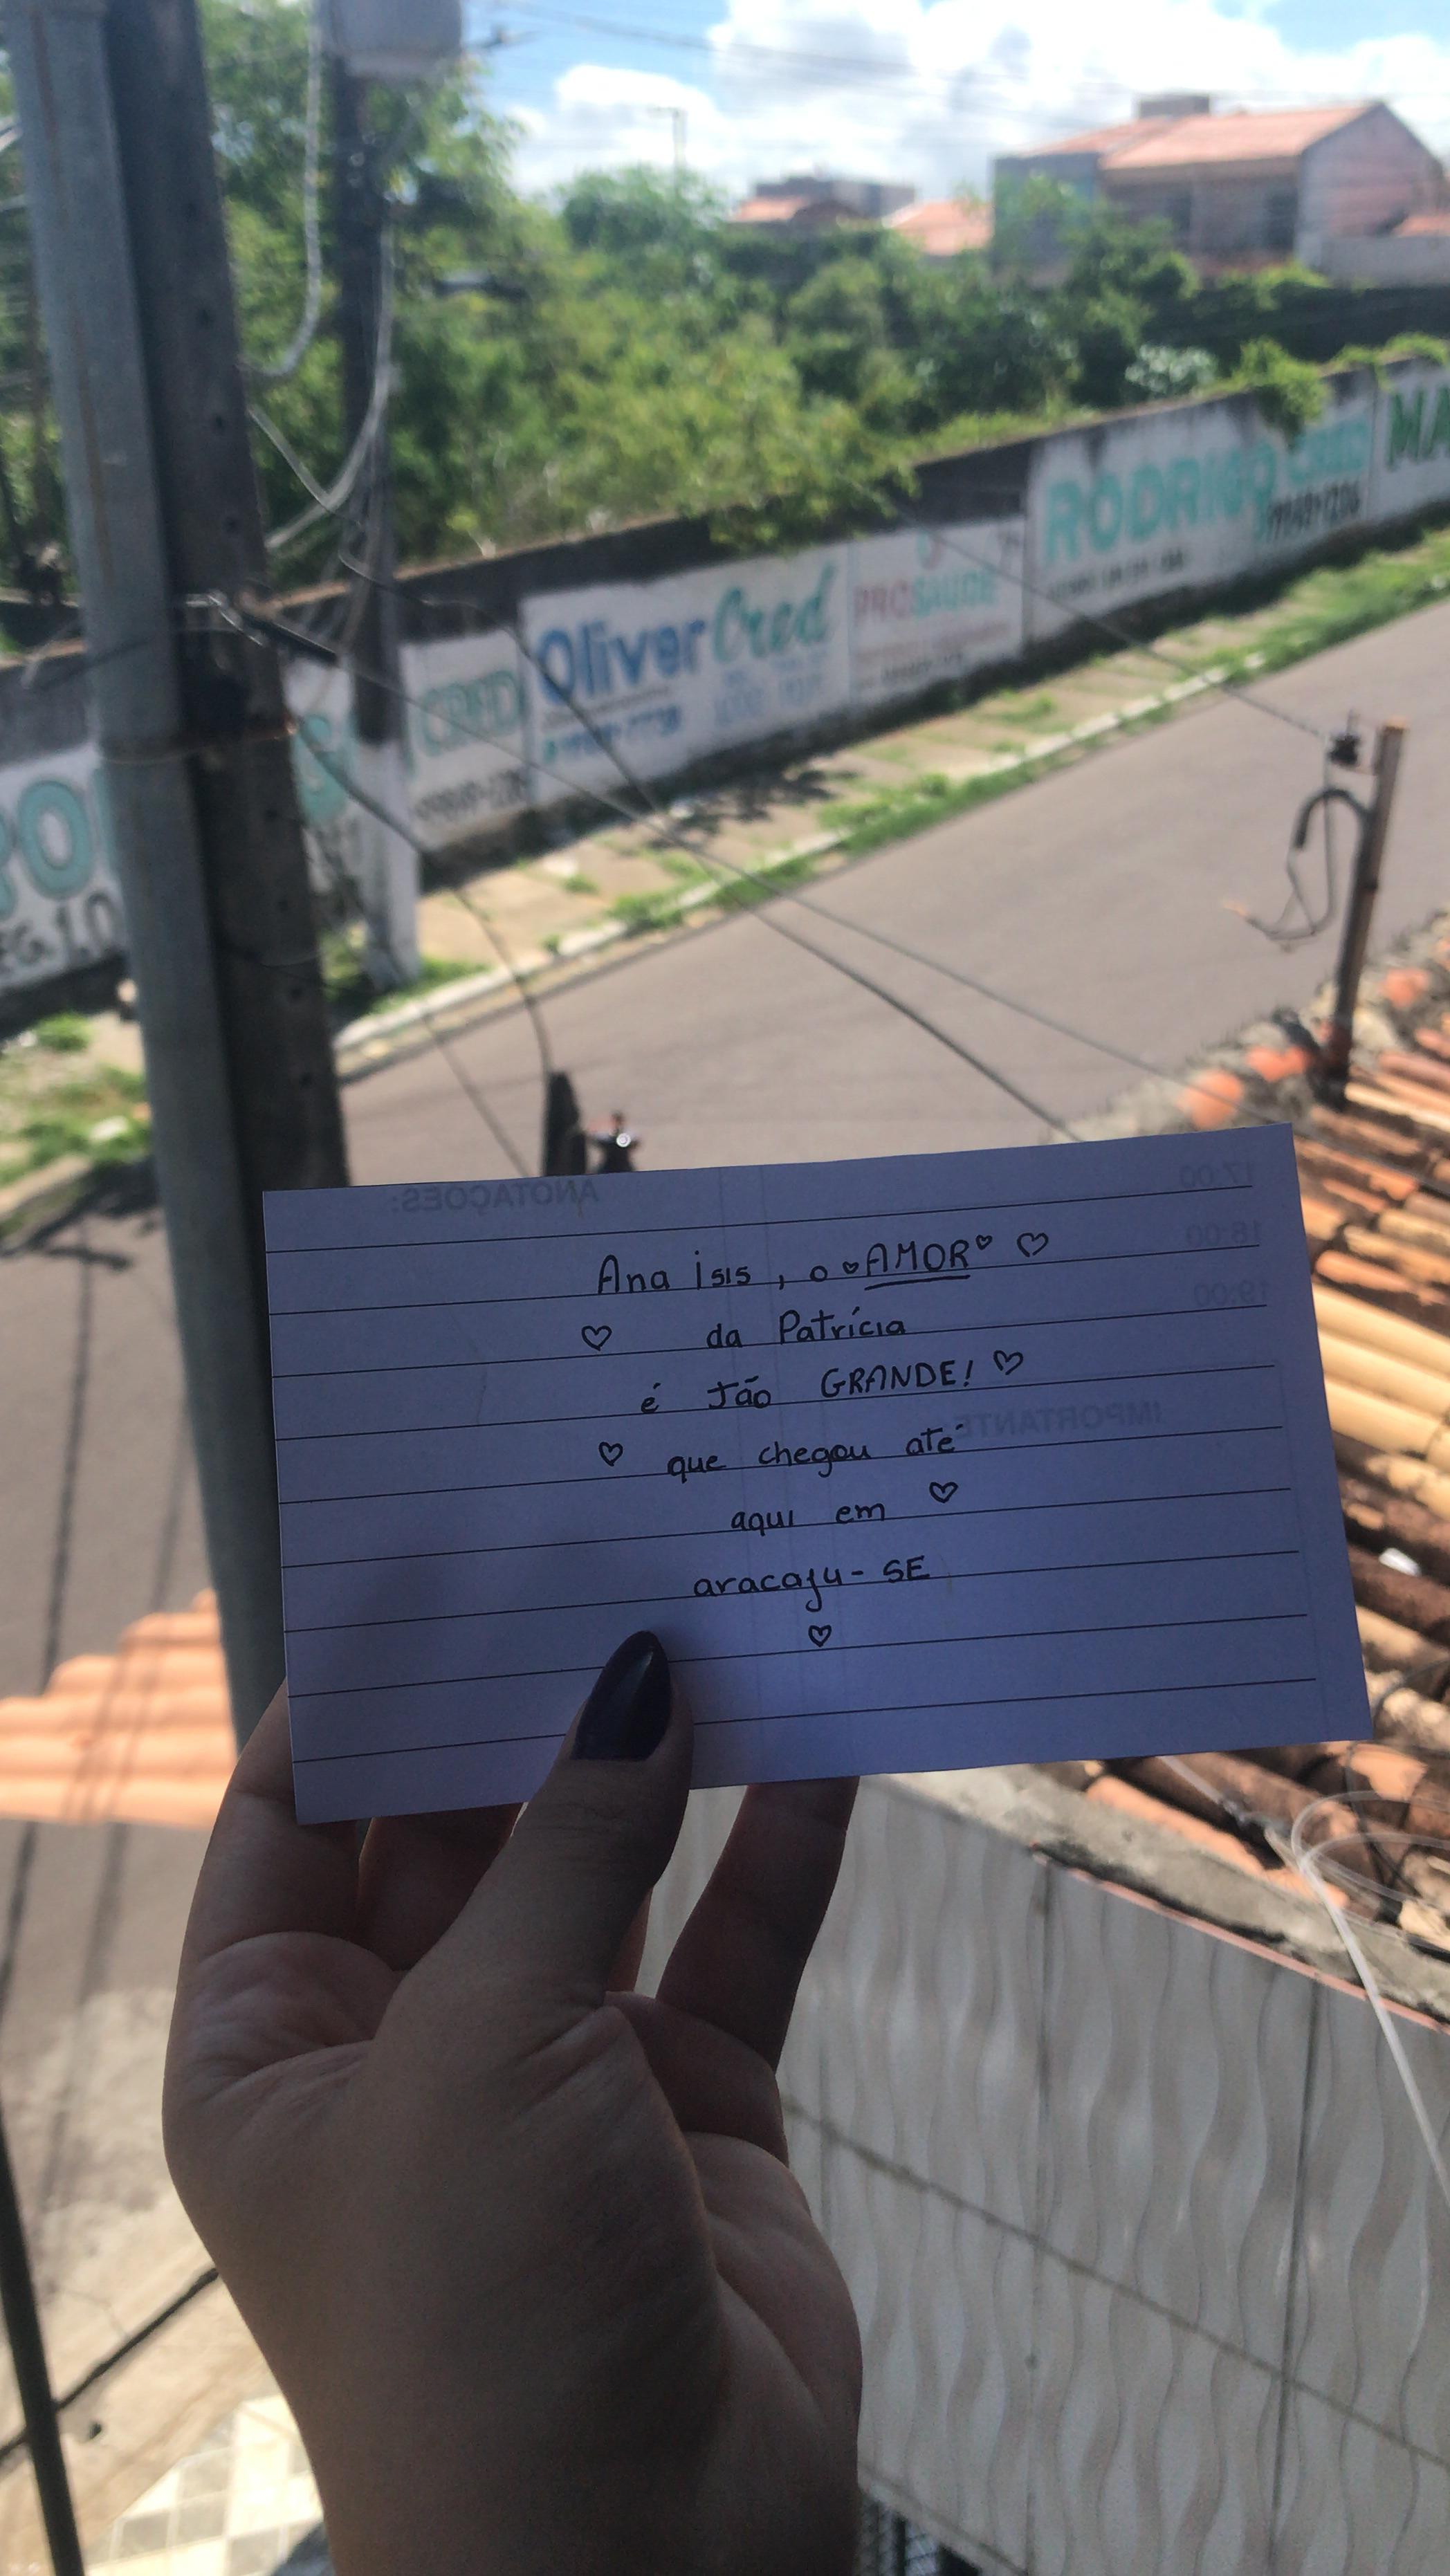 Oliver Cred
PROSAÚDE
RODRIGO CRED
CRED
MA
ANOTAÇÕES:
17:00
18:00
19:00
IMPORTANTE:
Ana isis, o ♥AMOR♥ ♡
♡ da Patrícia
é tão GRANDE! ♡
♡ que chegou até
aqui em ♡
aracaju - SE
♡